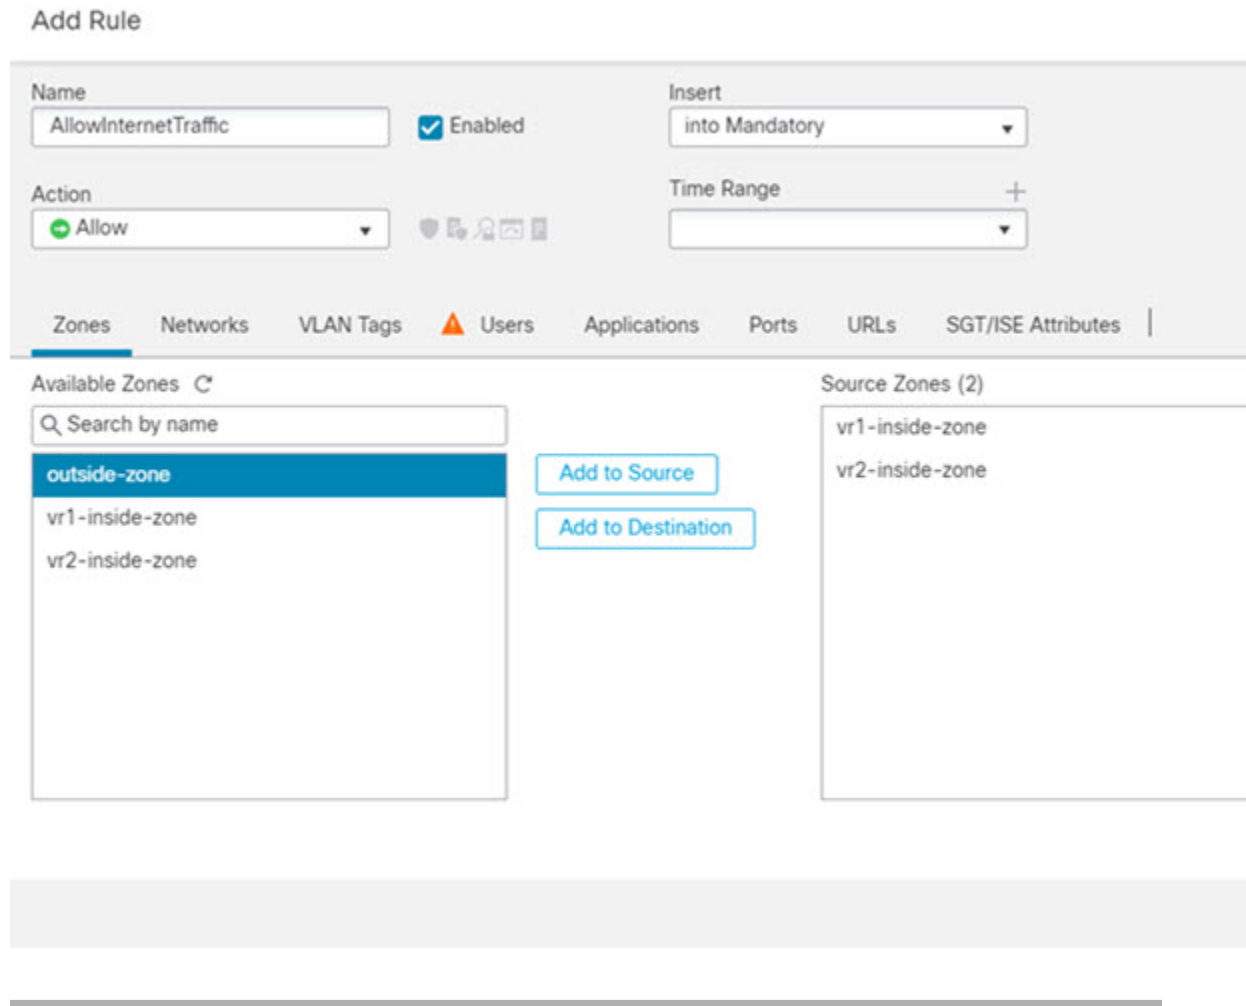 Add Rule
Name
Insert
AllowInternetTraffic
Enabled
into Mandatory
Action
Time Range
Allow
Zones Networks VLAN Tags Users Applications Ports URLs SGT/ISE Attributes
Available Zones
Source Zones (2)
Search by name
vr1-inside-zone
outside-zone
Add to Source
vr2-inside-zone
vr1-inside-zone
Add to Destination
vr2-inside-zone